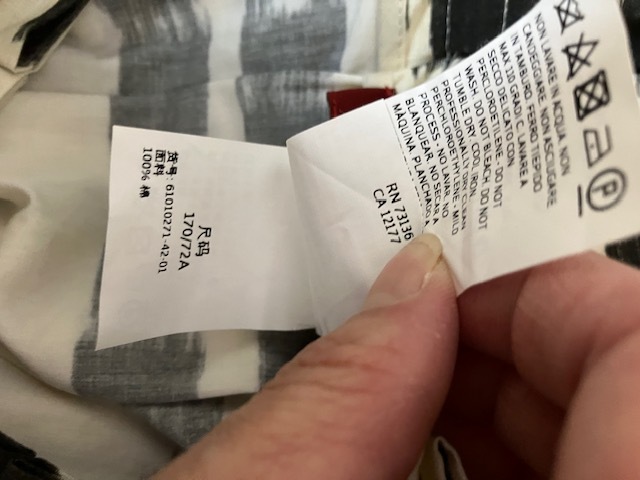 货号: 61010271-42-01
面料
100% 棉
尺码
170/72A
NON LAVARE IN ACQUA. NON
CANDEGGIARE. NON ASCIUGARE
IN TAMBURO. FERRO TIEPIDO
MAX 110 GRADI C. LAVARE A
SECCO DELICATO CON
PERCLOROETILENE. - DO NOT
WASH. DO NOT BLEACH. DO NOT
TUMBLE DRY. COOL IRON.
PROFESSIONALLY DRY CLEAN
PERCHLOROETHYLENE - MILD
PROCESS - NO LAVAR. NO
BLANQUEAR. NO SECAR A
MÁQUINA. PLANCHADO A
RN 73136
CA 12177
P